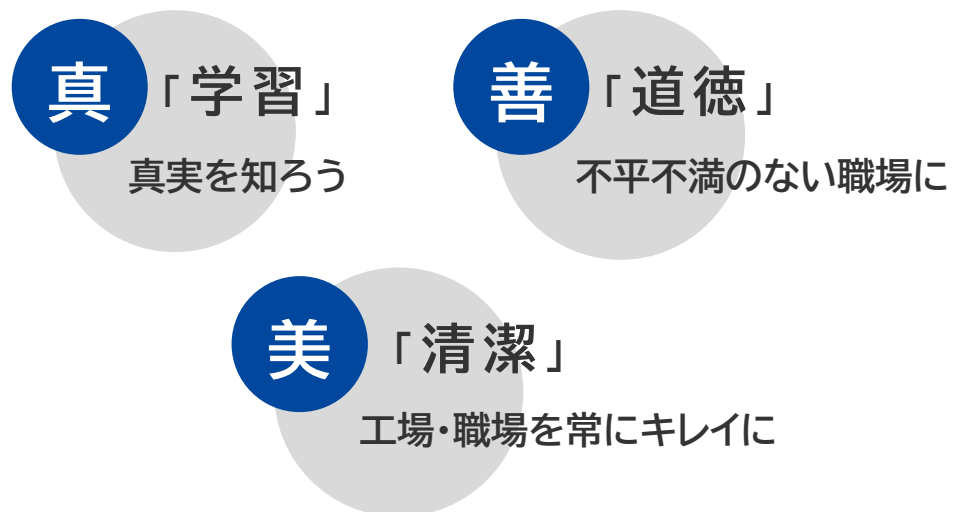 真「学習」
真実を知ろう
善「道徳」
不平不満のない職場に
美「清潔」
工場・職場を常にキレイに